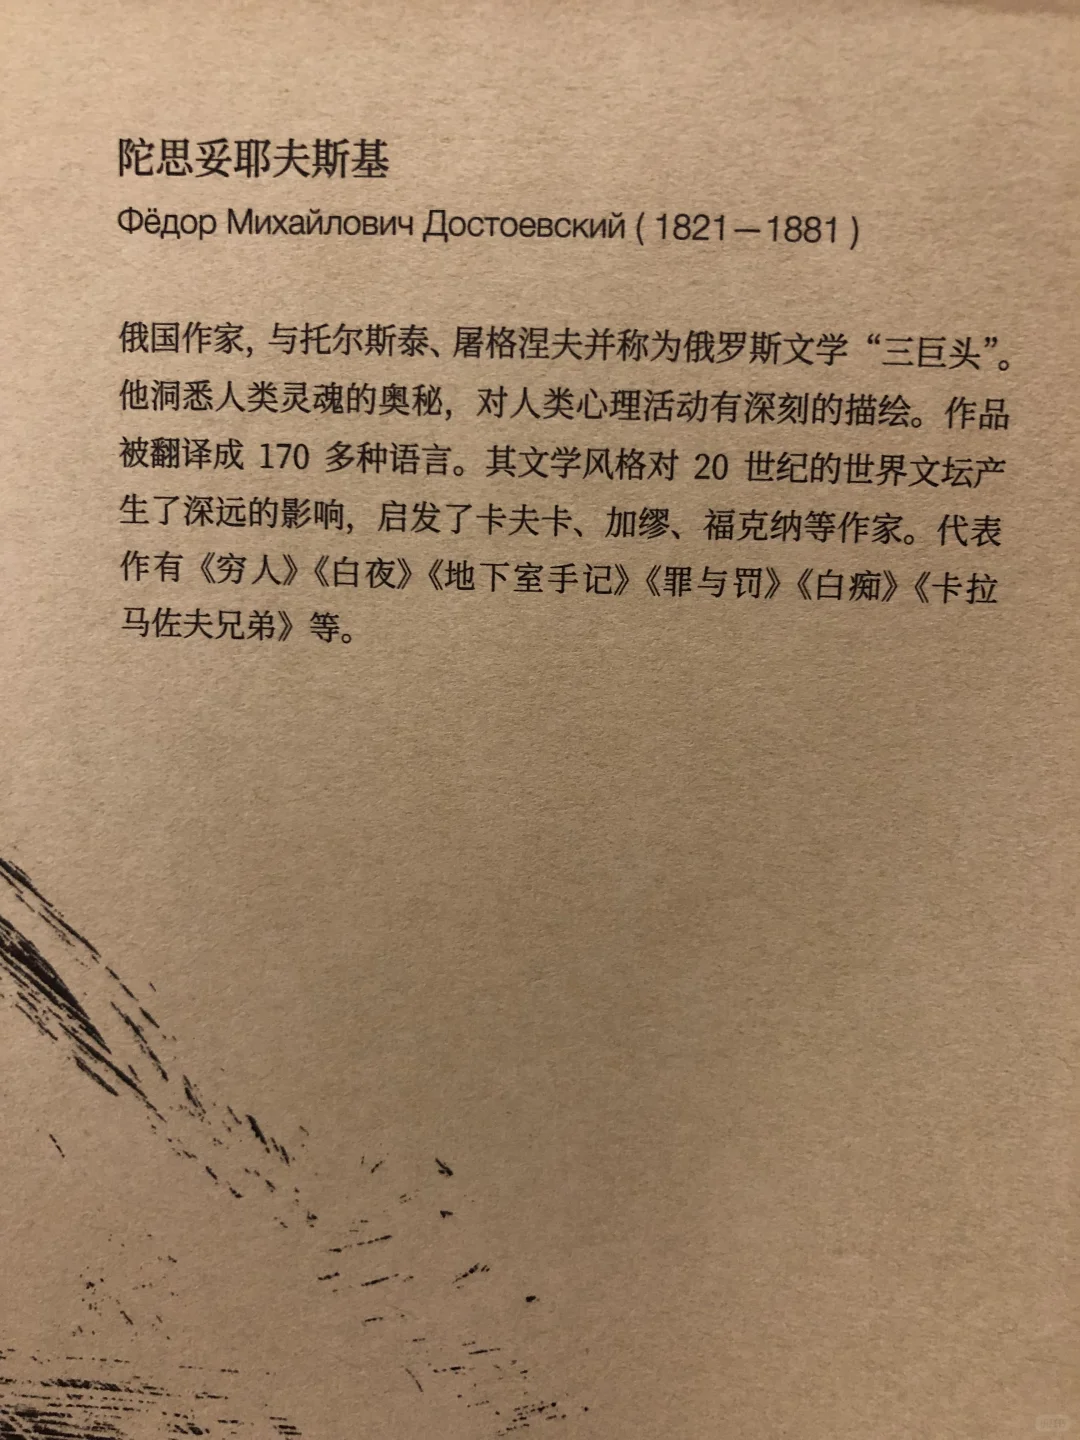 陀思妥耶夫斯基
Фёдор Михайлович Достоевский ( 1821—1881 )
俄国作家, 与托尔斯泰、屠格涅夫并称为俄罗斯文学“三巨头”。
他洞悉人类灵魂的奥秘，对人类心理活动有深刻的描绘。作品
被翻译成 170 多种语言。其文学风格对 20 世纪的世界文坛产
生了深远的影响，启发了卡夫卡、加缪、福克纳等作家。代表
作有《穷人》《白夜》《地下室手记》《罪与罚》《白痴》《卡拉
马佐夫兄弟》等。